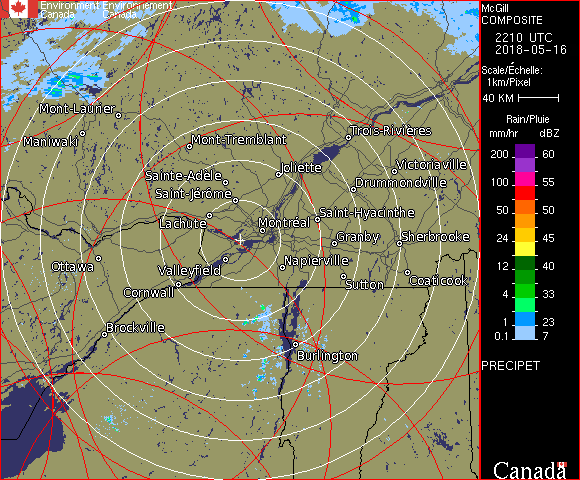 Environment Environnement
Canada Canada
McGill
COMPOSITE
2210 UTC
2018-05-16
Scale/Échelle:
1km/Pixel
40 KM
Rain/Pluie
mm/hr dBZ
200 60
100 55
50 50
24 45
12 40
4 33
1 23
0.1 7
PRECIPET
Canada
Mont-Laurier
Maniwaki
Mont-Tremblant
Trois-Rivières
Joliette
Victoriaville
Sainte-Adèle
Drummondville
Saint-Jérôme
Lachute
Saint-Hyacinthe
Montréal
Granby
Sherbrooke
Ottawa
Valleyfield
Napierville
Sutton
Coaticook
Cornwall
Brockville
Burlington